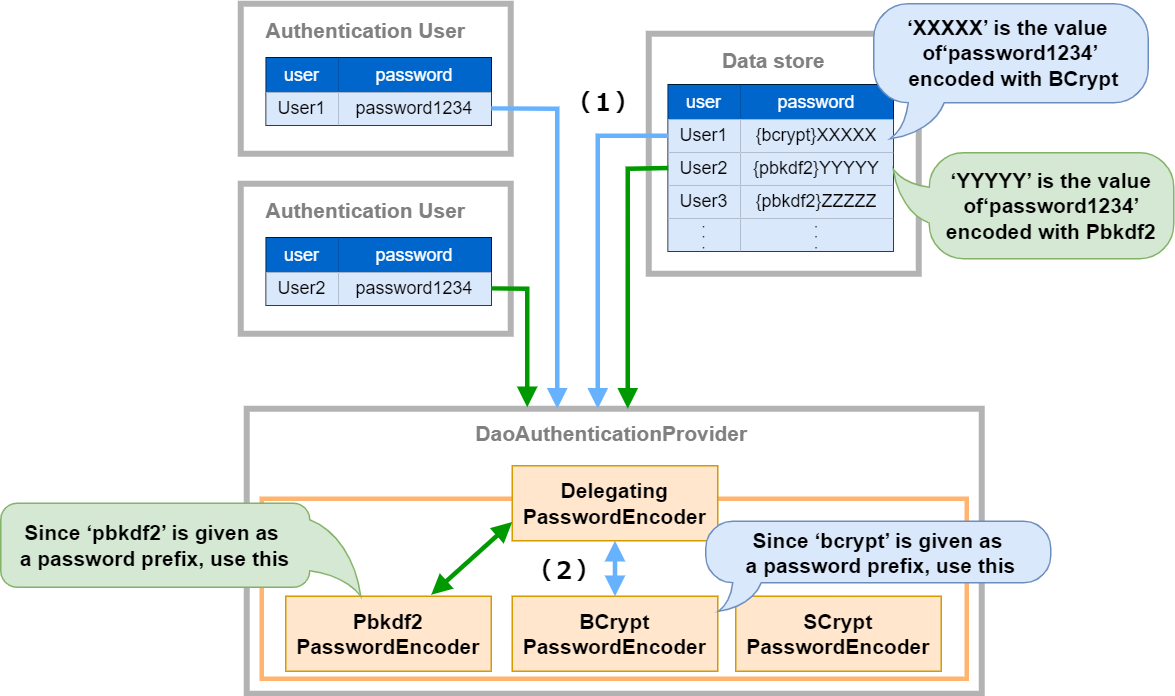 Authentication User
user password
User1 password1234
Authentication User
user password
User2 password1234
(1)
Data store
user password
User1 {bcrypt}XXXXX
User2 {pbkdf2}YYYYY
User3 {pbkdf2}ZZZZZ
: :
‘XXXXX’ is the value
of‘password1234’
encoded with BCrypt
‘YYYYY’ is the value
of‘password1234’
encoded with Pbkdf2
DaoAuthenticationProvider
Delegating
PasswordEncoder
Since ‘pbkdf2’ is given as
a password prefix, use this
(2)
Since ‘bcrypt’ is given as
a password prefix, use this
Pbkdf2
PasswordEncoder
BCrypt
PasswordEncoder
SCrypt
PasswordEncoder